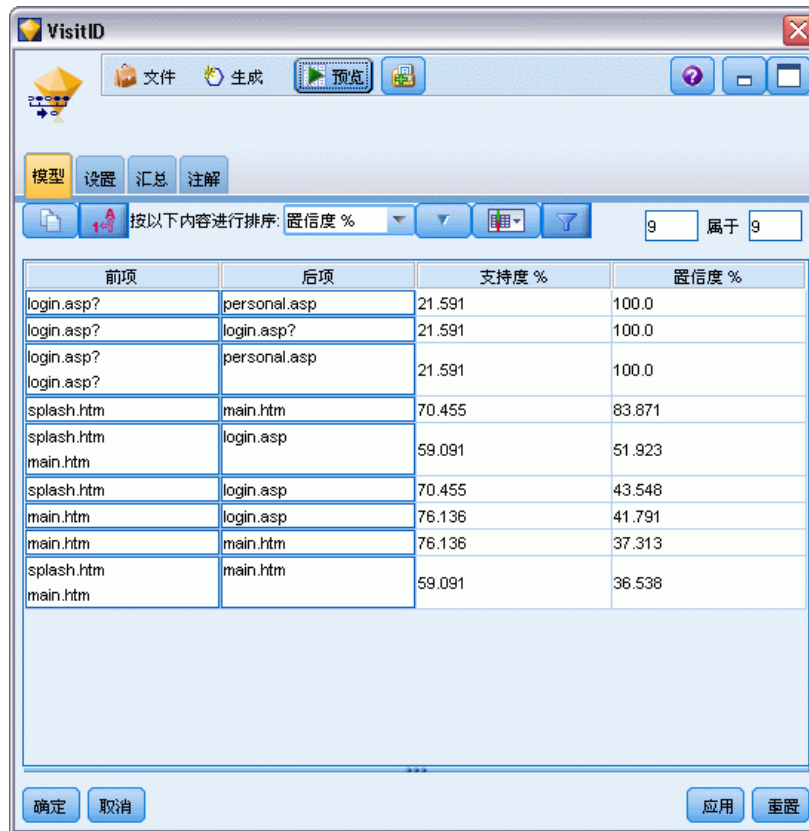 VisitID
文件 生成 预览
模型 设置 汇总 注解
按以下内容进行排序: 置信度 % 9 属于 9
前项 后项 支持度 % 置信度 %
login.asp? personal.asp 21.591 100.0
login.asp? login.asp? 21.591 100.0
login.asp? personal.asp 21.591 100.0
login.asp?
splash.htm main.htm 70.455 83.871
splash.htm login.asp 59.091 51.923
main.htm
splash.htm login.asp 70.455 43.548
main.htm login.asp 76.136 41.791
main.htm main.htm 76.136 37.313
splash.htm main.htm 59.091 36.538
main.htm
确定 取消 应用 重置